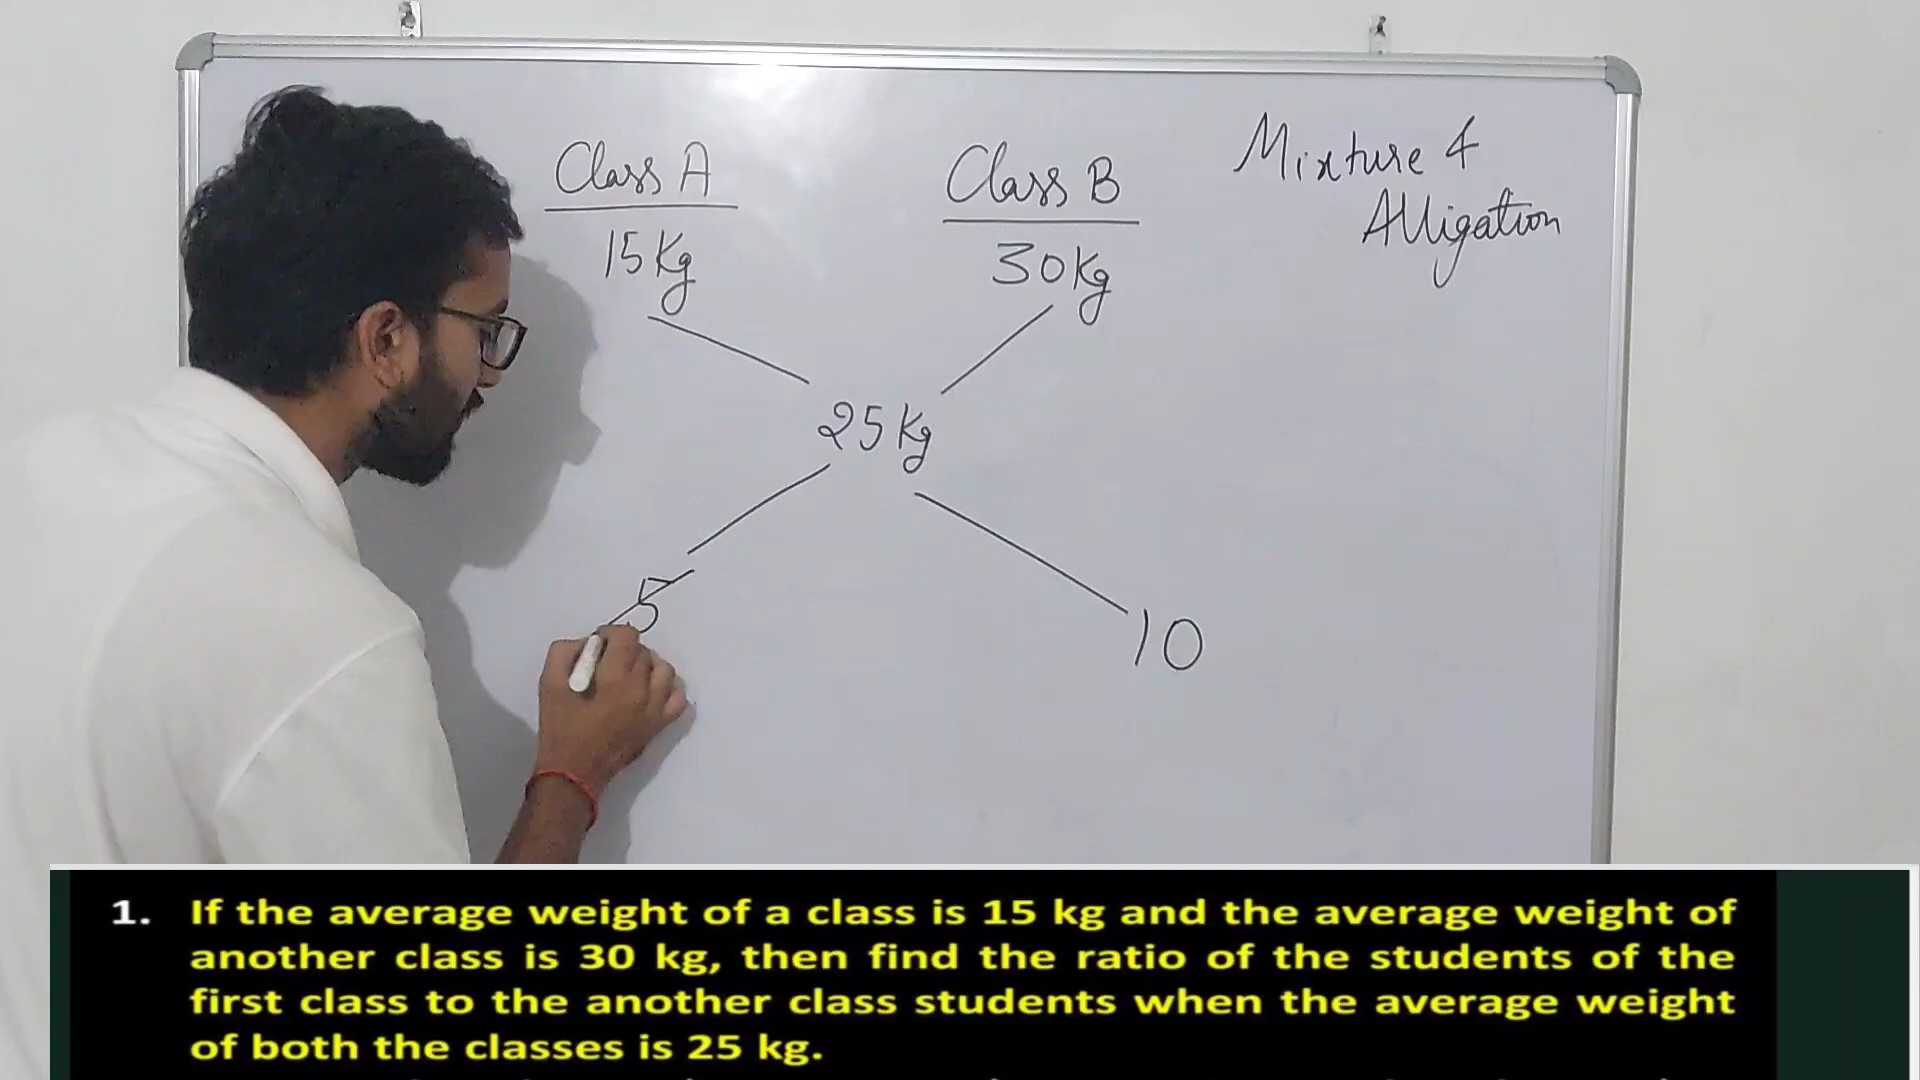 Class A
Class B
Mixture &
Alligation
15 Kg
30 Kg
25 Kg
5
10
1. If the average weight of a class is 15 kg and the average weight of
another class is 30 kg, then find the ratio of the students of the
first class to the another class students when the average weight
of both the classes is 25 kg.